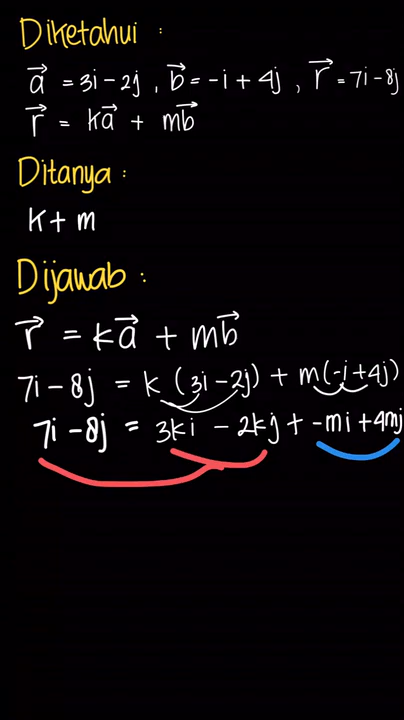 Diketahui :
a⃗ = 3i - 2j , b⃗ = -i + 4j , r⃗ = 7i - 8j
r⃗ = ka⃗ + mb⃗
Ditanya :
k + m
Dijawab :
r⃗ = ka⃗ + mb⃗
7i - 8j = k (3i - 2j) + m(-i + 4j)
7i - 8j = 3ki - 2kj + -mi + 4mj